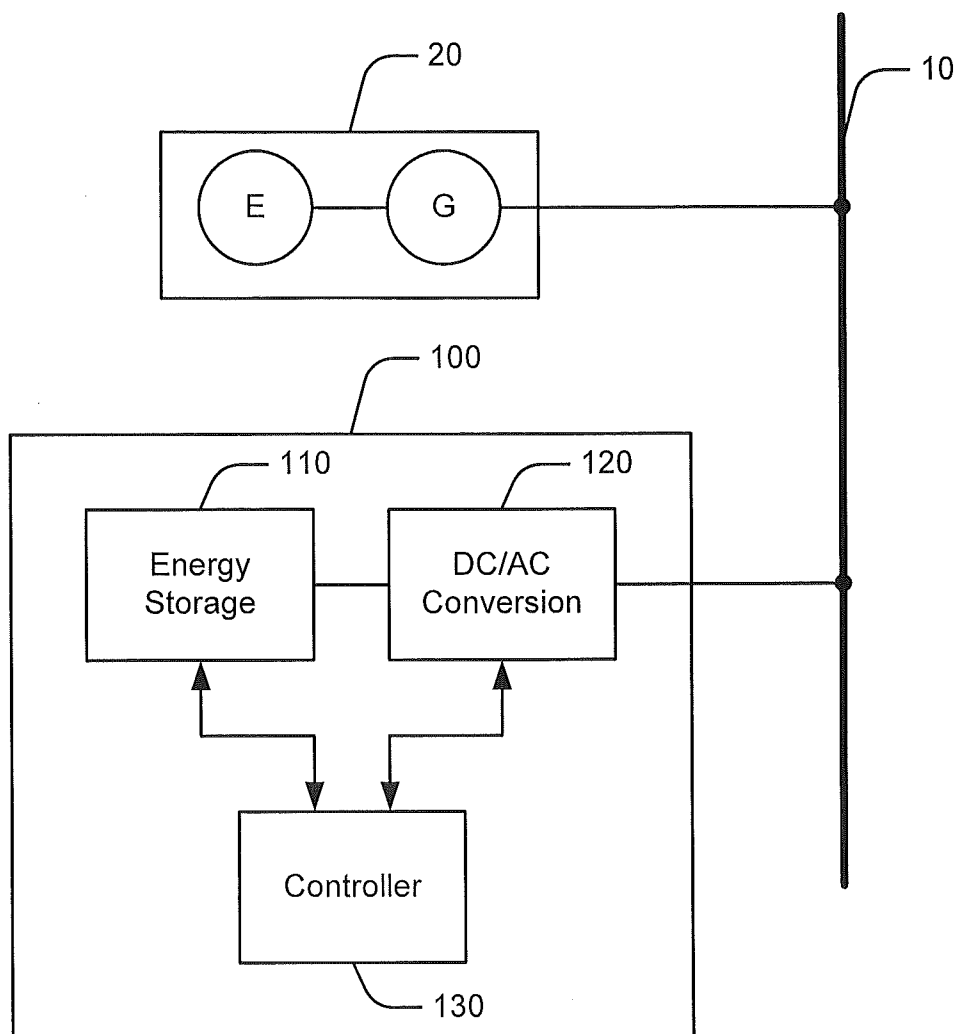 20
10
E
G
100
110
120
Energy
Storage
DC/AC
Conversion
Controller
130